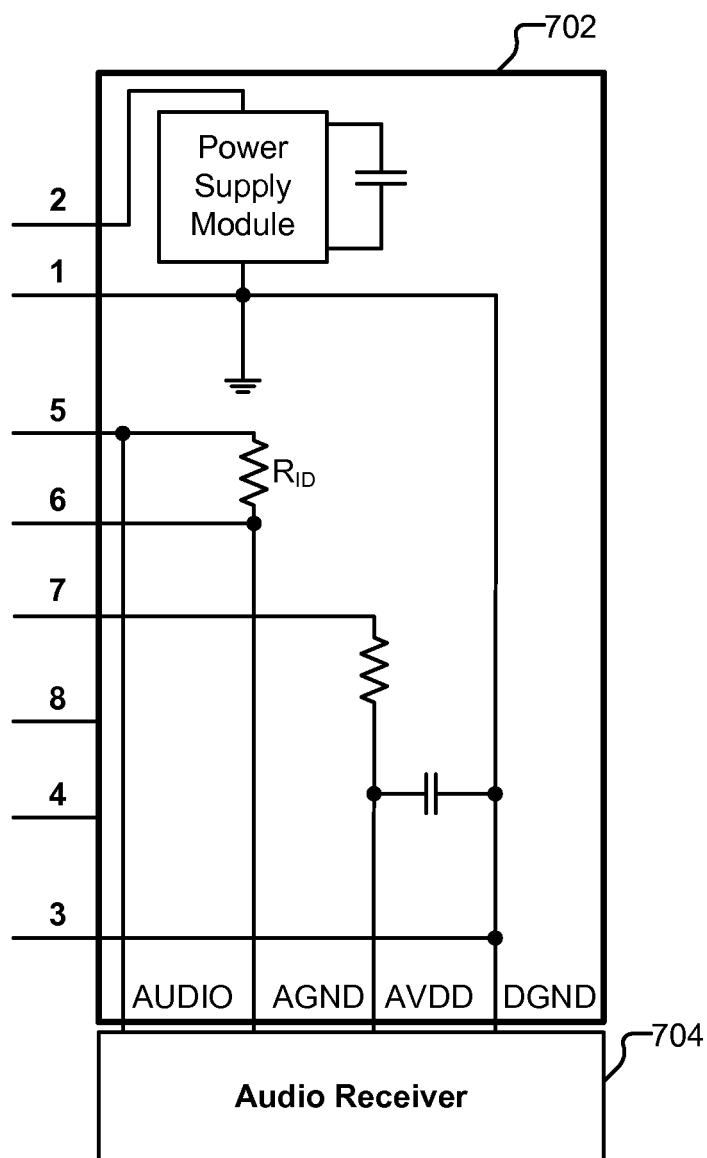 702
Power
Supply
Module
2
1
5
R_ID
6
7
8
4
3
AUDIO AGND AVDD DGND
704
Audio Receiver